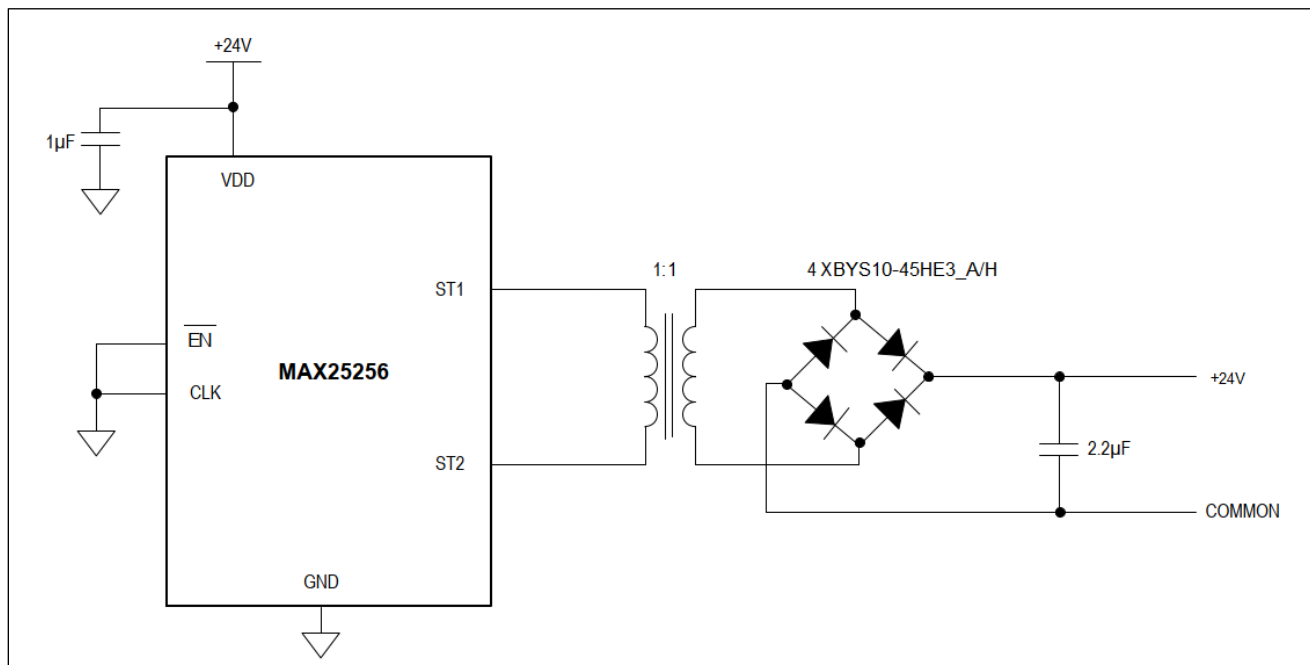 +24V
1µF
VDD
1:1
4 XBYS10-45HE3_A/H
ST1
EN
MAX25256
CLK
+24V
2.2µF
ST2
COMMON
GND